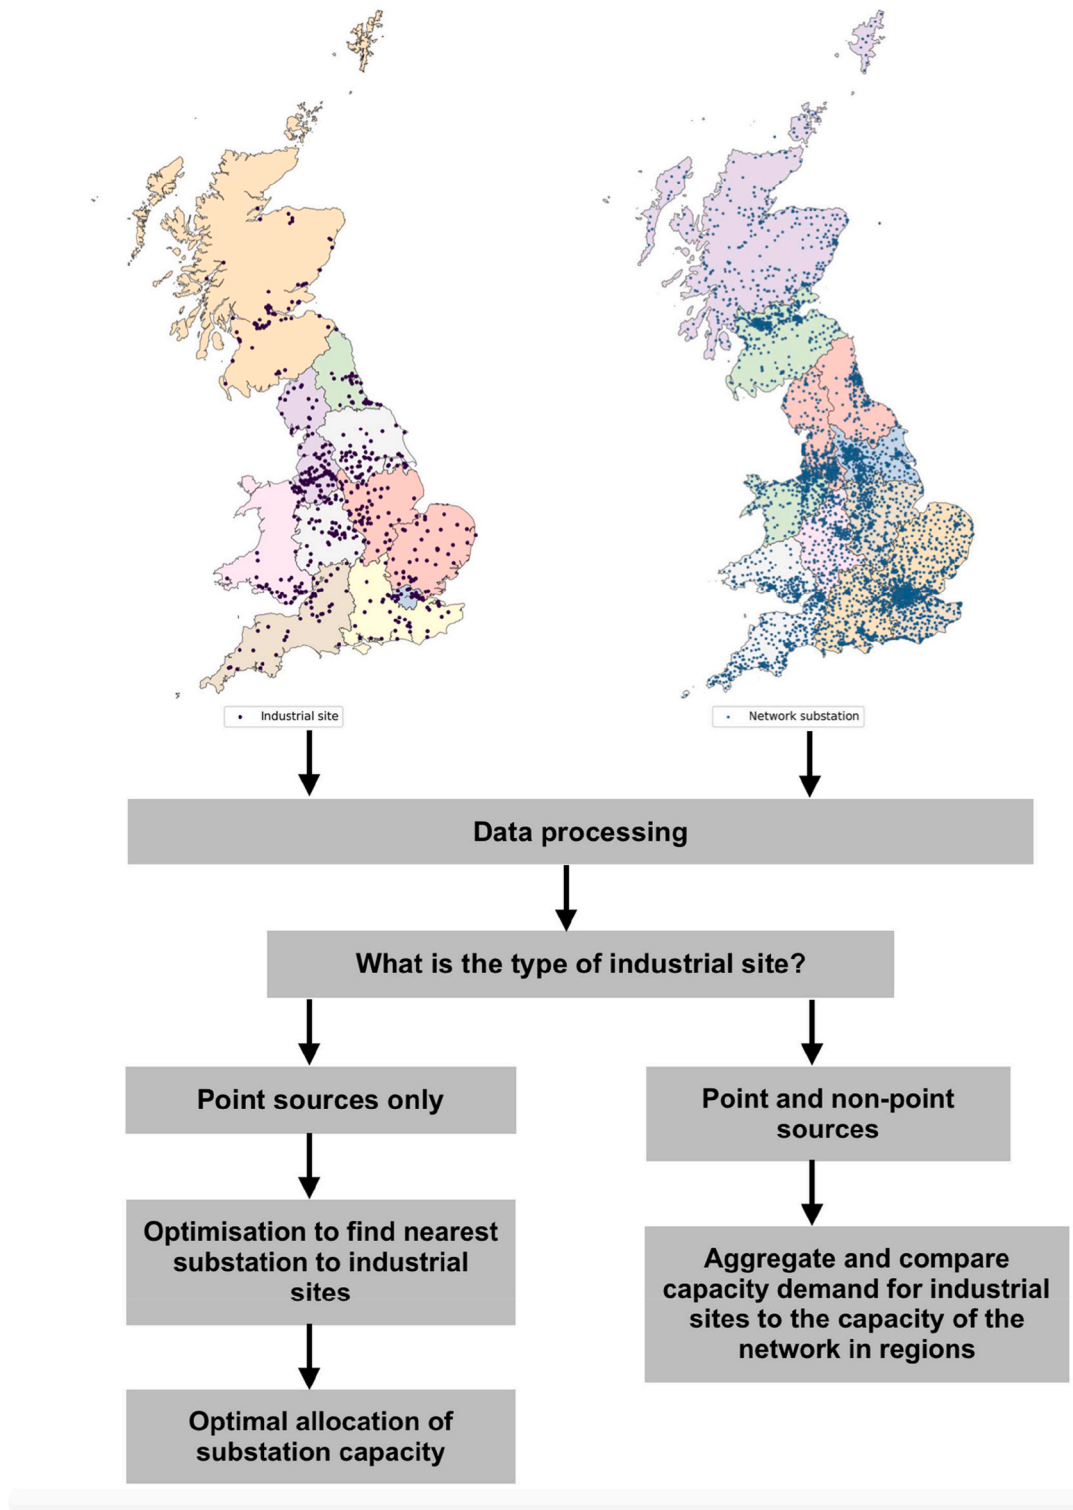 Industrial site
Network substation
Data processing
What is the type of industrial site?
Point sources only
Point and non-point
sources
Optimisation to find nearest
substation to industrial
sites
Aggregate and compare
capacity demand for industrial
sites to the capacity of the
network in regions
Optimal allocation of
substation capacity